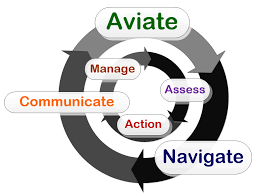 Aviate
Manage
Assess
Communicate
Action
Navigate